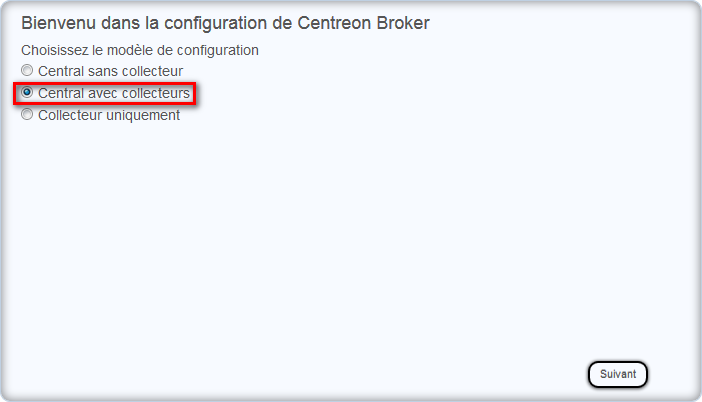 Bienvenu dans la configuration de Centreon Broker
Choisissez le modèle de configuration
Central sans collecteur
Central avec collecteurs
Collecteur uniquement
Suivant